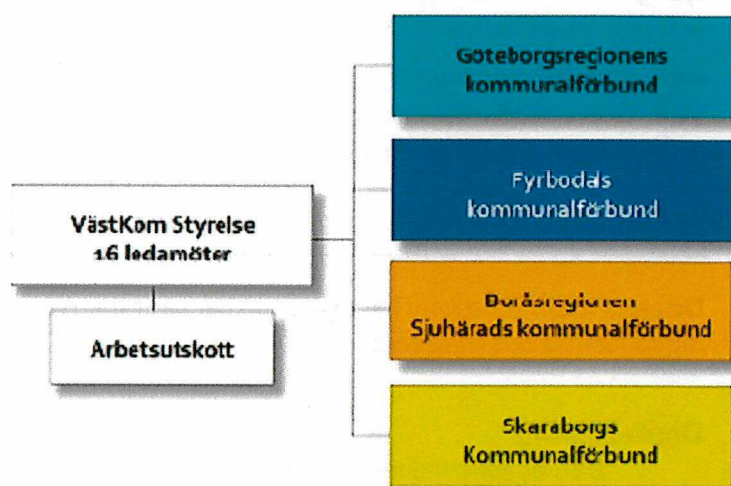 Göteborgsregionens
kommunalförbund
Fyrbodals
kommunalförbund
VästKom Styrelse
16 ledamöter
Boråsregionen
Sjuhärads kommunalförbund
Arbetsutskott
Skaraborgs
Kommunalförbund